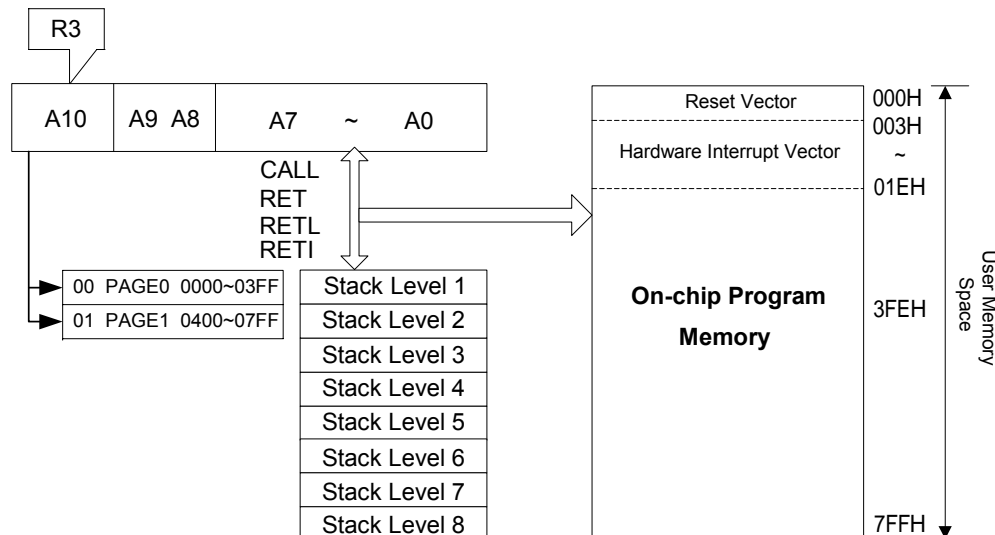 R3
A10
A9 A8
A7 ~ A0
CALL
RET
RETL
RETI
00 PAGE0 0000~03FF
01 PAGE1 0400~07FF
Stack Level 1
Stack Level 2
Stack Level 3
Stack Level 4
Stack Level 5
Stack Level 6
Stack Level 7
Stack Level 8
Reset Vector
Hardware Interrupt Vector
On-chip Program
Memory
000H
003H
~
01EH
3FEH
7FFH
User Memory
Space